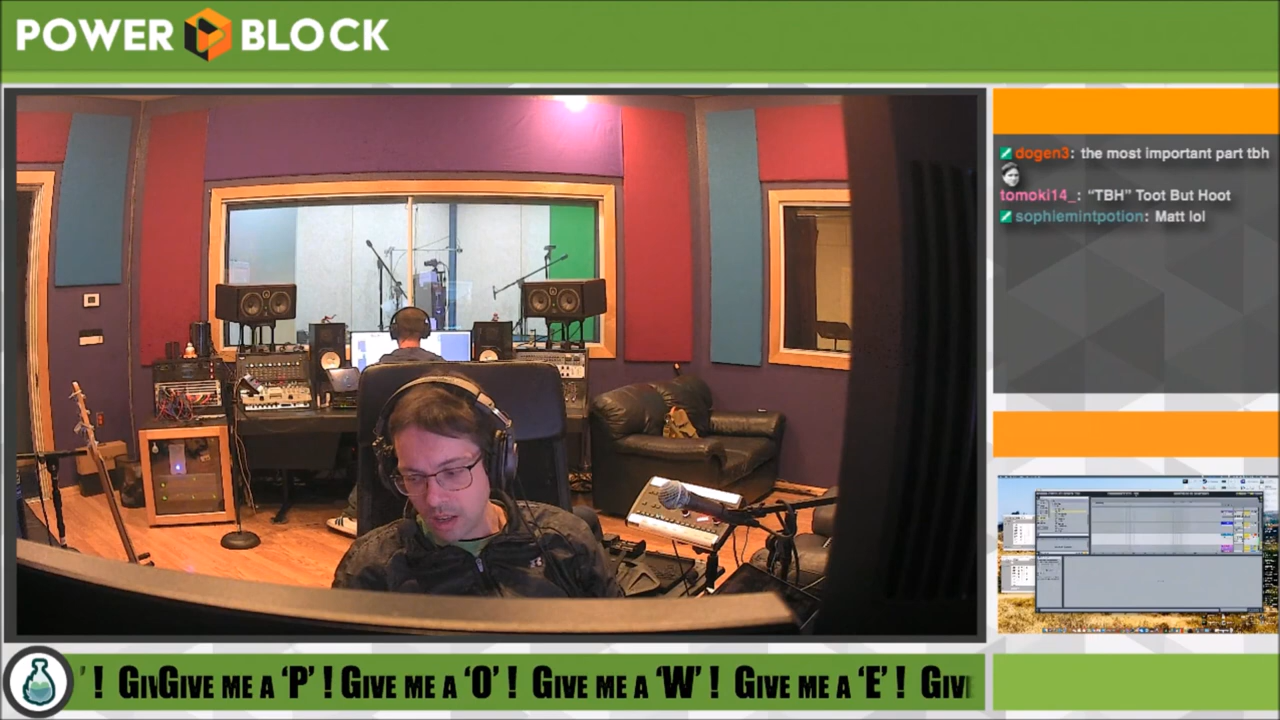 POWER BLOCK
dogen3: the most important part tbh
tomoki14_: “TBH” Toot But Hoot
sophiemintpotion: Matt lol
'! GIVGIVE ME A ‘P’! GIVE ME A ‘O’! GIVE ME A ‘W’! GIVE ME A ‘E’! GIV